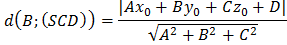 d(B;(SCD)) = |Ax₀ + By₀ + Cz₀ + D| / √(A² + B² + C²)